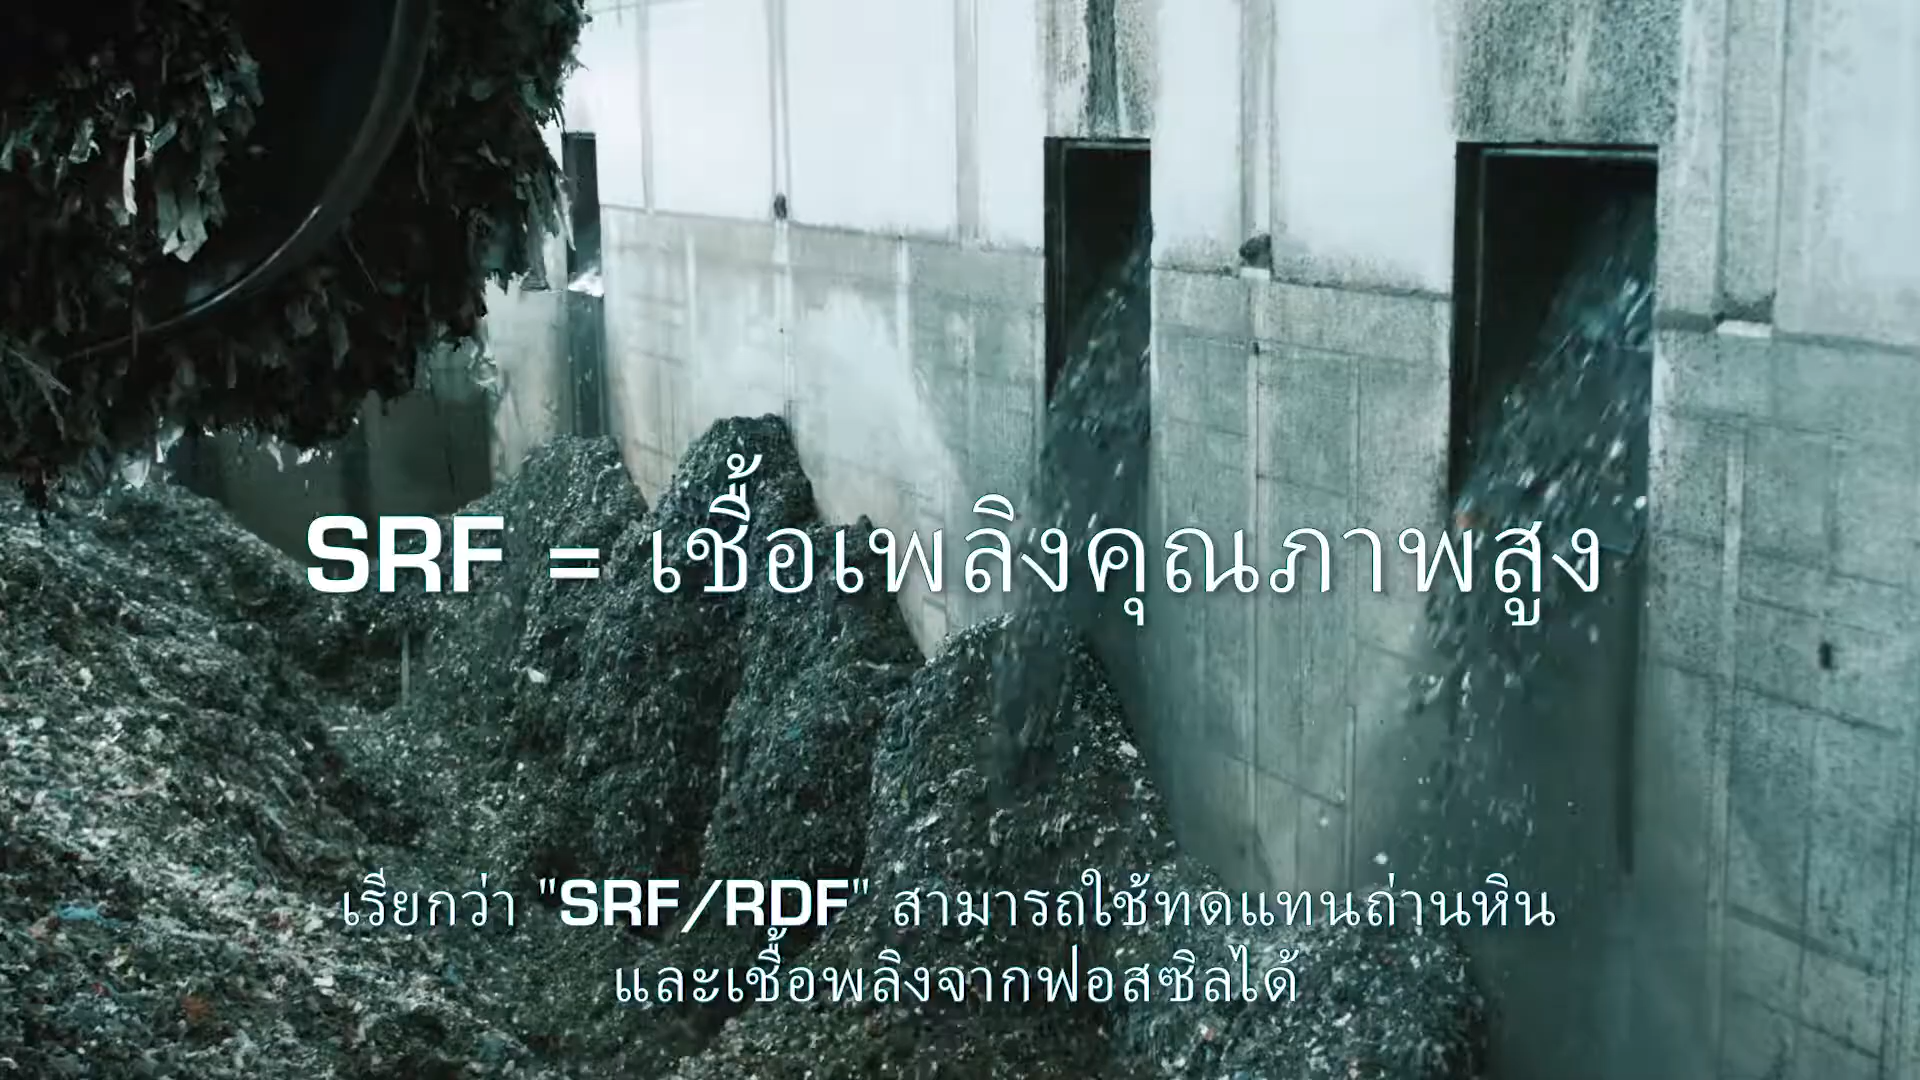 SRF = เชื้อเพลิงคุณภาพสูง
เรียกว่า "SRF/RDF" สามารถใช้ทดแทนถ่านหิน
และเชื้อพลิงจากฟอสซิลได้